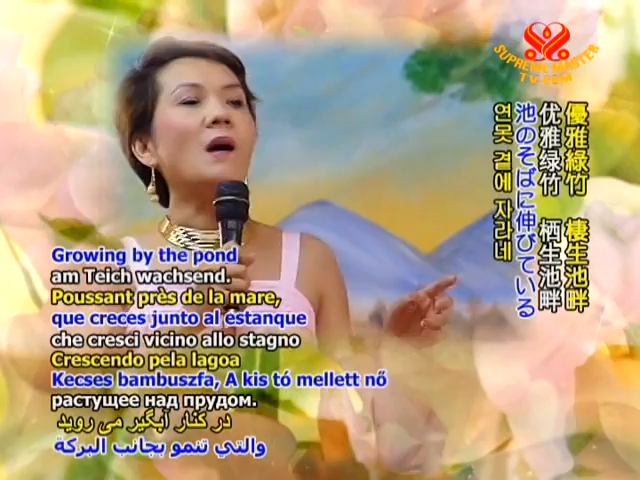 SUPREME MASTER
TV.COM
優雅綠竹 棲生池畔
优雅绿竹 栖生池畔
池のそばに伸びている
연못 곁에 자라네
Growing by the pond
am Teich wachsend.
Poussant près de la mare,
que creces junto al estanque
che cresci vicino allo stagno
Crescendo pela lagoa
Kecses bambuszfa, A kis tó mellett nő
растущее над прудом.
در کنار آبگیر می روید
والتي تنمو بجانب البركة